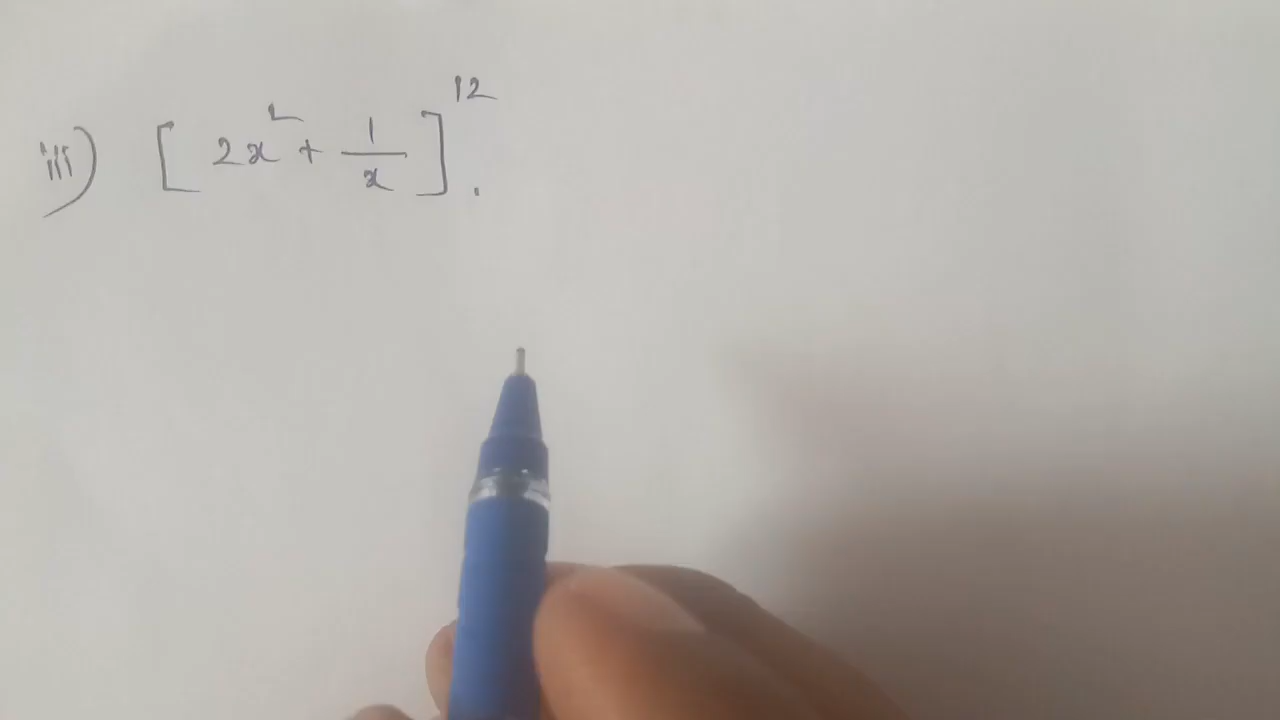 iii) [2x² + 1/x]¹².